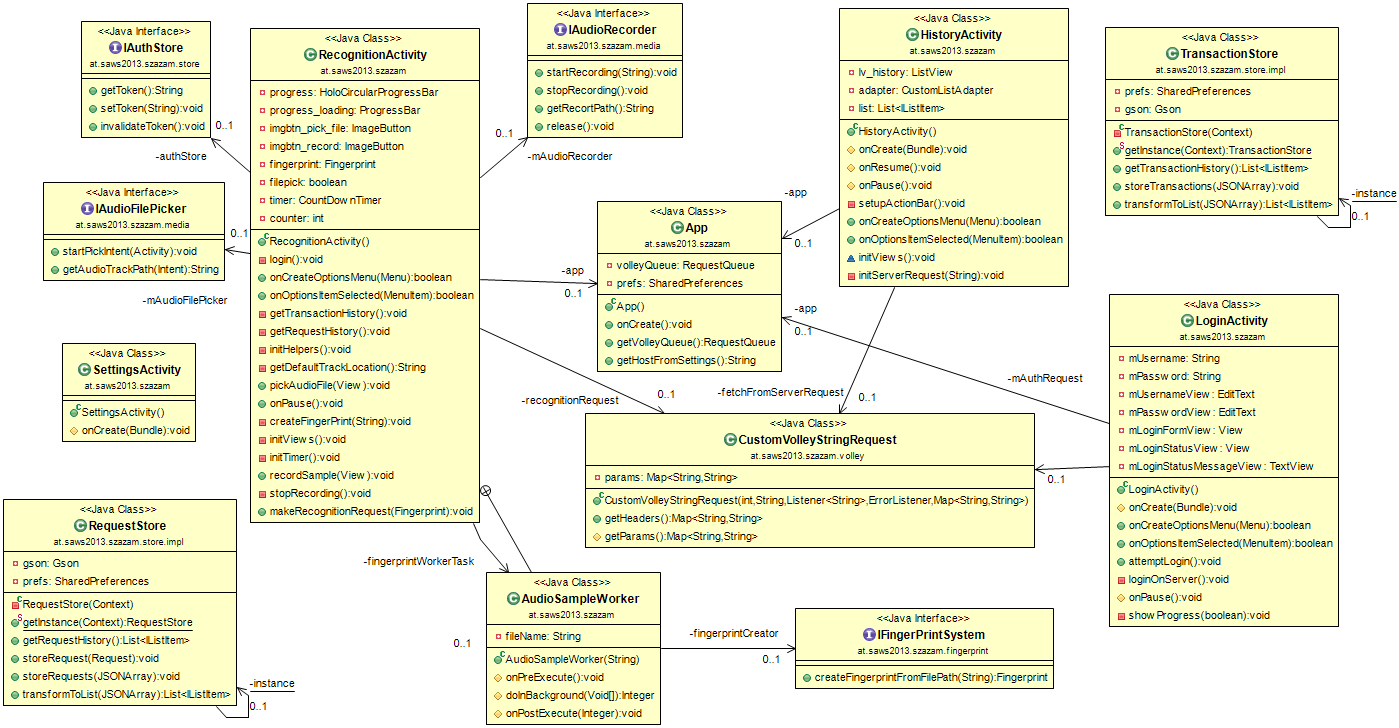 <<Java Interface>>
IAuthStore
at.saws2013.szazam.store
getToken():String
setToken(String):void
invalidateToken():void
0..1
-authStore
<<Java Interface>>
IAudioFilePicker
at.saws2013.szazam.media
startPickIntent(Activity):void
getAudioTrackPath(Intent):String
0..1
-mAudioFilePicker
<<Java Class>>
SettingsActivity
at.saws2013.szazam
SettingsActivity()
onCreate(Bundle):void
<<Java Class>>
RequestStore
at.saws2013.szazam.store.impl
gson: Gson
prefs: SharedPreferences
RequestStore(Context)
getInstance(Context):RequestStore
getRequestHistory():List<IListItem>
storeRequest(Request):void
storeRequests(JSONArray):void
transformToList(JSONArray):List<IListItem>
-instance
0..1
<<Java Class>>
RecognitionActivity
at.saws2013.szazam
progress: HoloCircularProgressBar
progress_loading: ProgressBar
imgbtn_pick_file: ImageButton
imgbtn_record: ImageButton
fingerprint: Fingerprint
filepick: boolean
timer: CountDownTimer
counter: int
RecognitionActivity()
login():void
onCreateOptionsMenu(Menu):boolean
onOptionsItemSelected(MenuItem):boolean
getTransactionHistory():void
getRequestHistory():void
initHelpers():void
getDefaultTrackLocation():String
pickAudioFile(View):void
onPause():void
createFingerPrint(String):void
initViews():void
initTimer():void
recordSample(View):void
stopRecording():void
makeRecognitionRequest(Fingerprint):void
<<Java Interface>>
IAudioRecorder
at.saws2013.szazam.media
startRecording(String):void
stopRecording():void
getRecortPath():String
release():void
0..1
-mAudioRecorder
<<Java Class>>
App
at.saws2013.szazam
volleyQueue: RequestQueue
prefs: SharedPreferences
App()
onCreate():void
getVolleyQueue():RequestQueue
getHostFromSettings():String
-app
0..1
-app
0..1
-app
0..1
<<Java Class>>
HistoryActivity
at.saws2013.szazam
lv_history: ListView
adapter: CustomListAdapter
list: List<IListItem>
HistoryActivity()
onCreate(Bundle):void
onResume():void
onPause():void
setupActionBar():void
onCreateOptionsMenu(Menu):boolean
onOptionsItemSelected(MenuItem):boolean
initViews():void
initServerRequest(String):void
<<Java Class>>
TransactionStore
at.saws2013.szazam.store.impl
prefs: SharedPreferences
gson: Gson
TransactionStore(Context)
getInstance(Context):TransactionStore
getTransactionHistory():List<IListItem>
storeTransactions(JSONArray):void
transformToList(JSONArray):List<IListItem>
-instance
0..1
<<Java Class>>
LoginActivity
at.saws2013.szazam
mUsername: String
mPassword: String
mUsernameView: EditText
mPasswordView: EditText
mLoginFormView: View
mLoginStatusView: View
mLoginStatusMessageView: TextView
LoginActivity()
onCreate(Bundle):void
onCreateOptionsMenu(Menu):boolean
onOptionsItemSelected(MenuItem):boolean
attemptLogin():void
loginOnServer():void
onPause():void
showProgress(boolean):void
-mAuthRequest
0..1
-recognitionRequest
0..1
-fetchFromServerRequest
0..1
<<Java Class>>
CustomVolleyStringRequest
at.saws2013.szazam.volley
params: Map<String,String>
CustomVolleyStringRequest(int,String,Listener<String>,ErrorListener,Map<String,String>)
getHeaders():Map<String,String>
getParams():Map<String,String>
-fingerprintWorkerTask
0..1
<<Java Class>>
AudioSampleWorker
at.saws2013.szazam
fileName: String
AudioSampleWorker(String)
onPreExecute():void
doInBackground(Void[]):Integer
onPostExecute(Integer):void
-fingerprintCreator
0..1
<<Java Interface>>
IFingerPrintSystem
at.saws2013.szazam.fingerprint
createFingerprintFromFilePath(String):Fingerprint